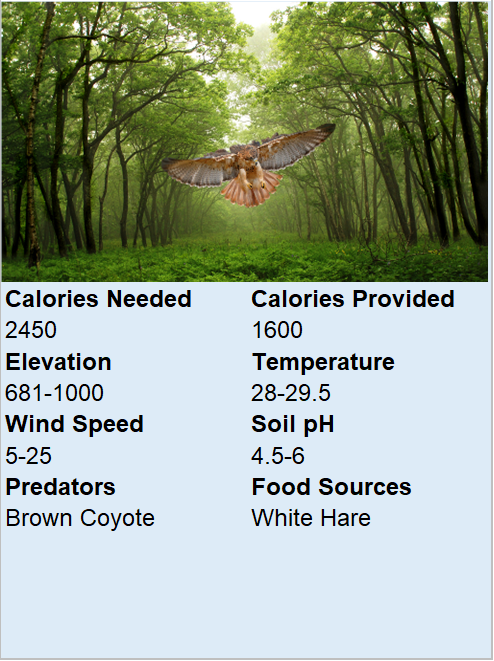 Calories Needed Calories Provided
2450 1600
Elevation Temperature
681-1000 28-29.5
Wind Speed Soil pH
5-25 4.5-6
Predators Food Sources
Brown Coyote White Hare